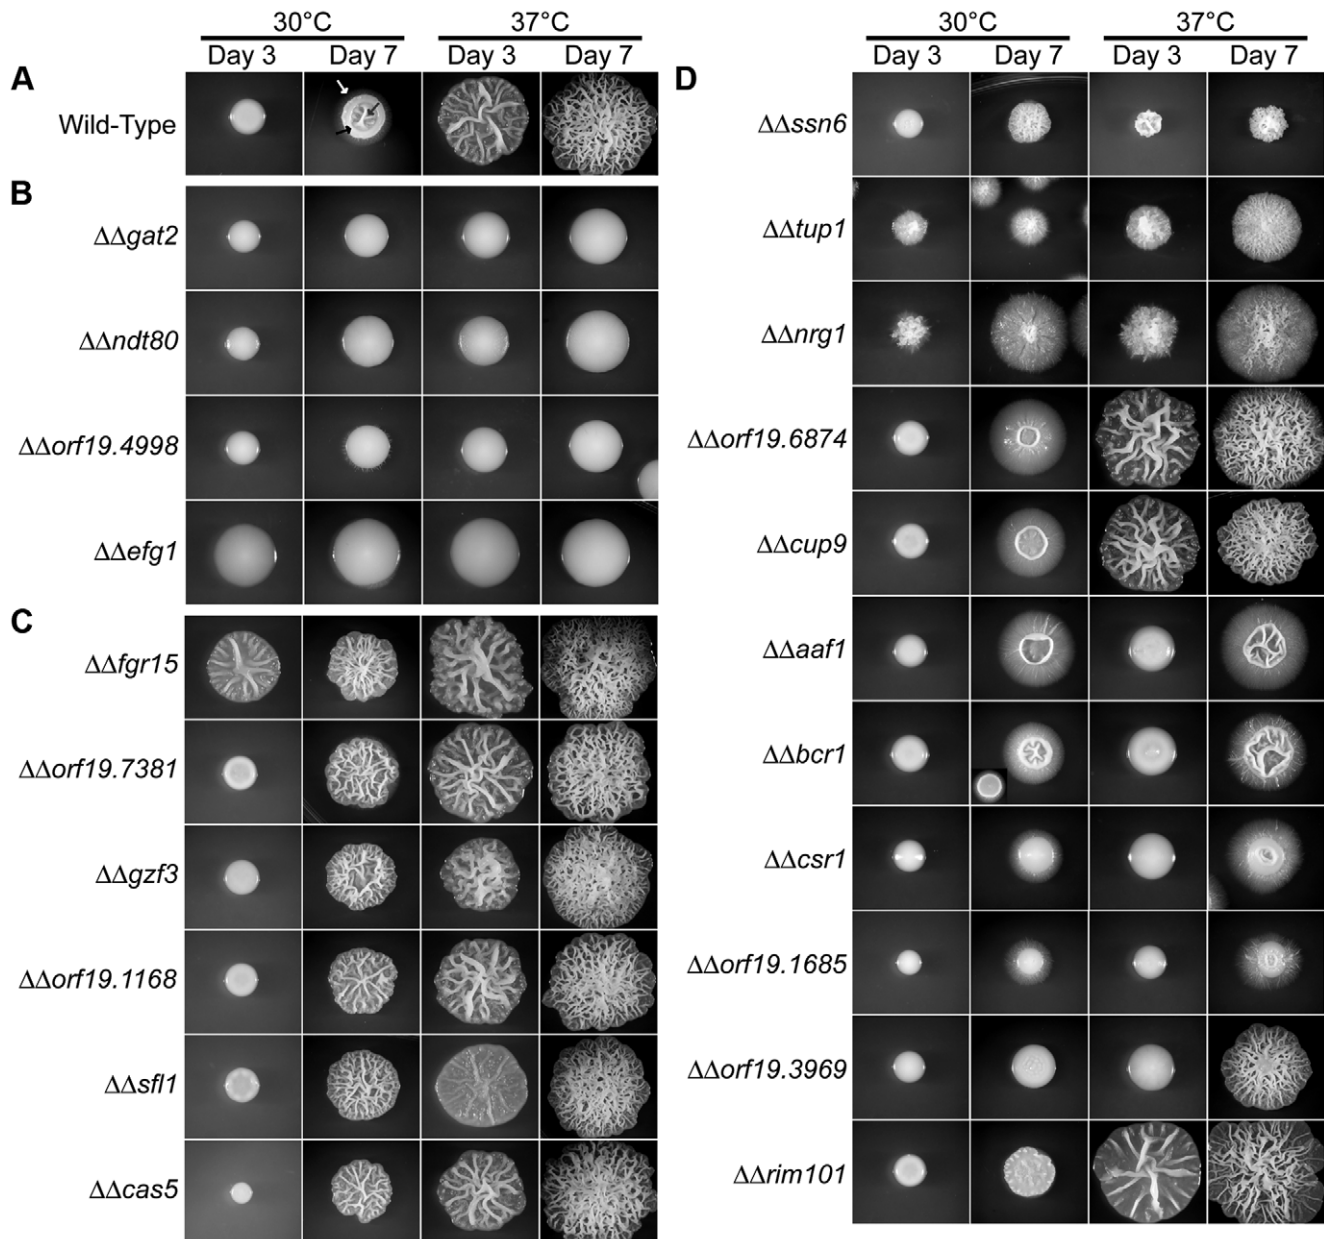 30°C 37°C
Day 3 Day 7 Day 3 Day 7
A
Wild-Type
B
ΔΔgat2
ΔΔndt80
ΔΔorf19.4998
ΔΔefg1
C
ΔΔfgr15
ΔΔorf19.7381
ΔΔgzf3
ΔΔorf19.1168
ΔΔsfl1
ΔΔcas5
30°C 37°C
Day 3 Day 7 Day 3 Day 7
D
ΔΔssn6
ΔΔtup1
ΔΔnrg1
ΔΔorf19.6874
ΔΔcup9
ΔΔaaf1
ΔΔbcr1
ΔΔcsr1
ΔΔorf19.1685
ΔΔorf19.3969
ΔΔrim101